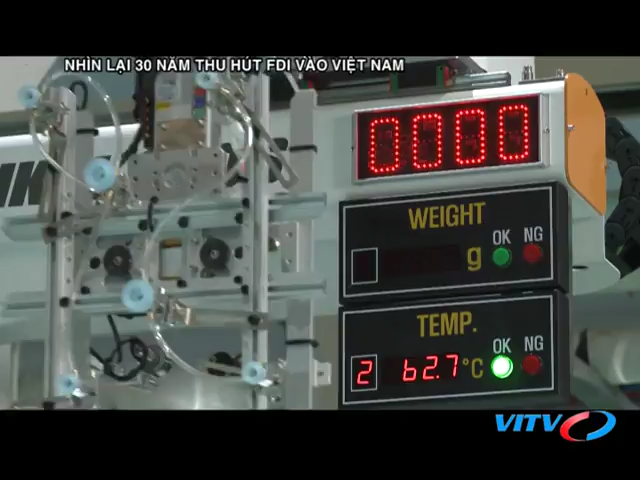 NHÌN LẠI 30 NĂM THU HÚT FDI VÀO VIỆT NAM
0000
WEIGHT
OK NG
g
TEMP.
OK NG
2 62.7 °C
VITV